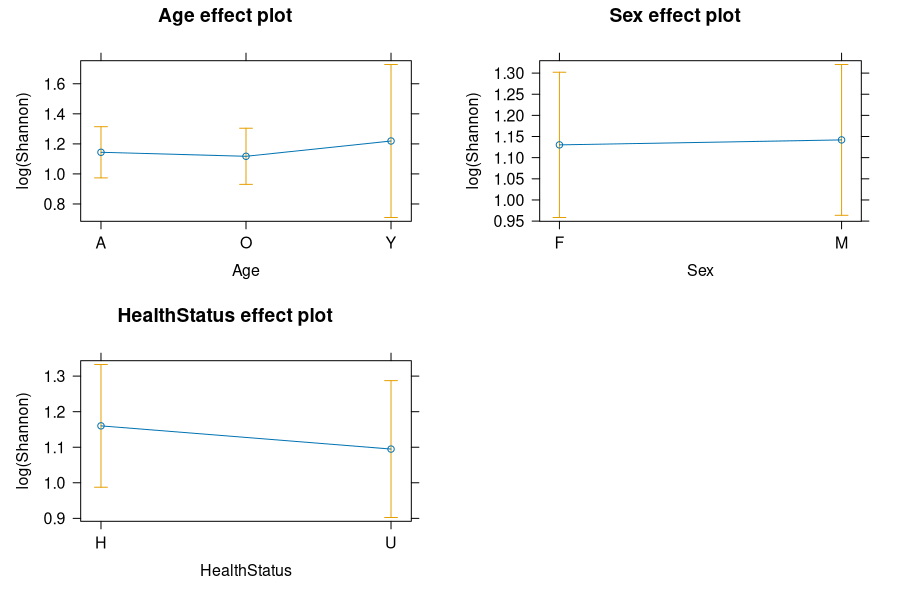 Age effect plot
log(Shannon)
1.6
1.4
1.2
1.0
0.8
A O Y
Age
Sex effect plot
log(Shannon)
1.30
1.25
1.20
1.15
1.10
1.05
1.00
0.95
F M
Sex
HealthStatus effect plot
log(Shannon)
1.3
1.2
1.1
1.0
0.9
H U
HealthStatus